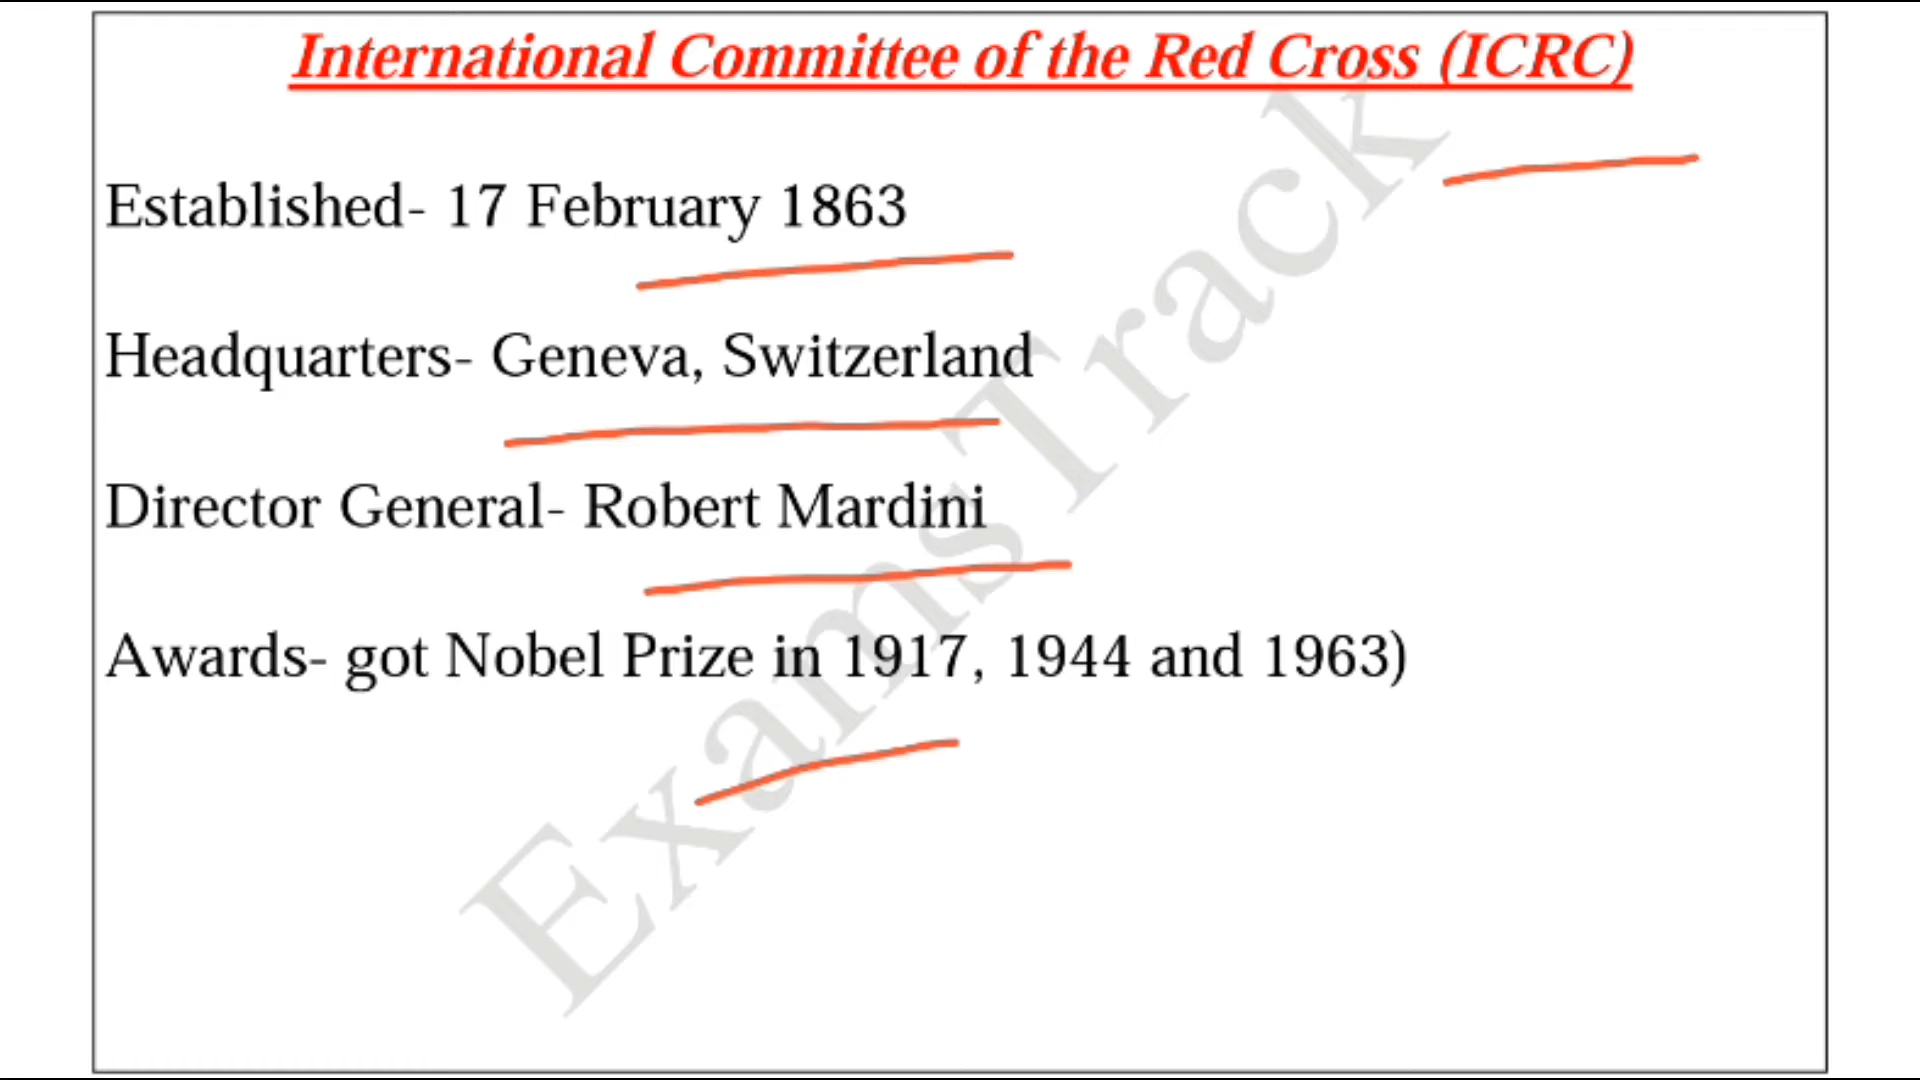 International Committee of the Red Cross (ICRC)
Established- 17 February 1863
Headquarters- Geneva, Switzerland
Director General- Robert Mardini
Awards- got Nobel Prize in 1917, 1944 and 1963)
ExamsTrack